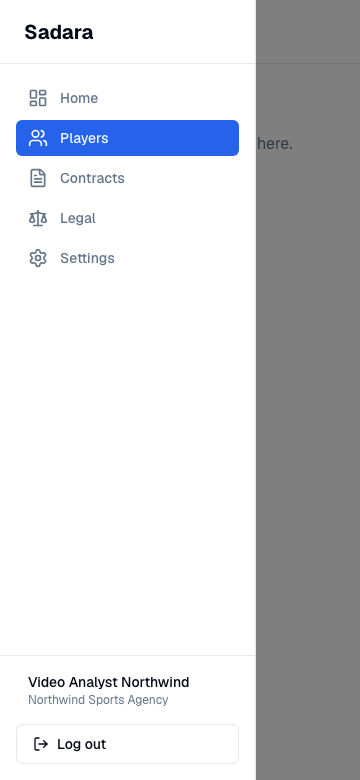 Sadara
Home
Players
here.
Contracts
Legal
Settings
Video Analyst Northwind
Northwind Sports Agency
Log out